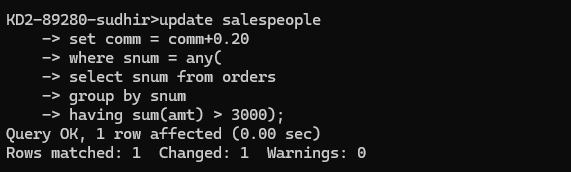 KD2-89280-sudhir>update salespeople
    -> set comm = comm+0.20
    -> where snum = any(
    -> select snum from orders
    -> group by snum
    -> having sum(amt) > 3000);
Query OK, 1 row affected (0.00 sec)
Rows matched: 1  Changed: 1  Warnings: 0